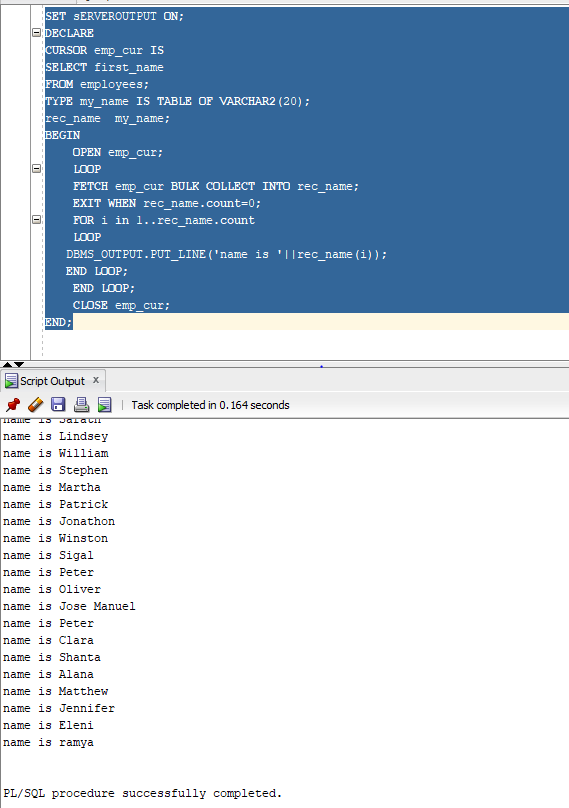 SET sERVEROUTPUT ON;
DECLARE
CURSOR emp_cur IS
SELECT first_name
FROM employees;
TYPE my_name IS TABLE OF VARCHAR2(20);
rec_name  my_name;
BEGIN
    OPEN emp_cur;
    LOOP
    FETCH emp_cur BULK COLLECT INTO rec_name;
    EXIT WHEN rec_name.count=0;
    FOR i in 1..rec_name.count
    LOOP
   DBMS_OUTPUT.PUT_LINE('name is '||rec_name(i));
   END LOOP;
    END LOOP;
    CLOSE emp_cur;
END;
Script Output x
Task completed in 0.164 seconds
name is Sarath
name is Lindsey
name is William
name is Stephen
name is Martha
name is Patrick
name is Jonathon
name is Winston
name is Sigal
name is Peter
name is Oliver
name is Jose Manuel
name is Peter
name is Clara
name is Shanta
name is Alana
name is Matthew
name is Jennifer
name is Eleni
name is ramya
PL/SQL procedure successfully completed.